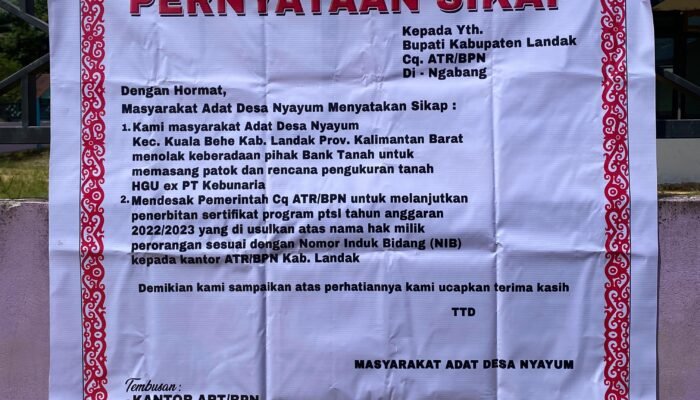 PERNYATAAN SIKAP
Kepada Yth.
Bupati Kabupaten Landak
Cq. ATR/BPN
Di - Ngabang
Dengan Hormat,
Masyarakat Adat Desa Nyayum Menyatakan Sikap :
1. Kami masyarakat Adat Desa Nyayum
Kec. Kuala Behe Kab. Landak Prov. Kalimantan Barat
menolak keberadaan pihak Bank Tanah untuk
memasang patok dan rencana pengukuran tanah
HGU ex PT Kebunaria
2. Mendesak Pemerintah Cq ATR/BPN untuk melanjutkan
penerbitan sertifikat program ptsl tahun anggaran
2022/2023 yang di usulkan atas nama hak milik
perorangan sesuai dengan Nomor Induk Bidang (NIB)
kepada kantor ATR/BPN Kab. Landak
Demikian kami sampaikan atas perhatiannya kami ucapkan terima kasih
TTD
MASYARAKAT ADAT DESA NYAYUM
Tembusan :
KANTOR ART/BPN